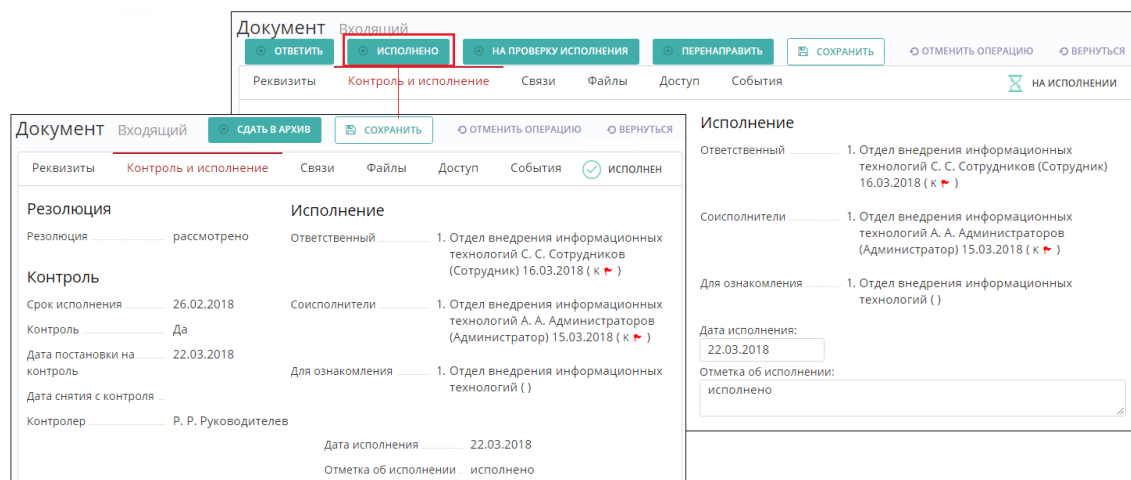 Документ Входящий
ОТВЕТИТЬ ИСПОЛНЕНО НА ПРОВЕРКУ ИСПОЛНЕНИЯ ПЕРЕНАПРАВИТЬ СОХРАНИТЬ ОТМЕНИТЬ ОПЕРАЦИЮ ВЕРНУТЬСЯ
Реквизиты Контроль и исполнение Связи Файлы Доступ События НА ИСПОЛНЕНИИ
Исполнение
Ответственный 1. Отдел внедрения информационных
технологий С. С. Сотрудников (Сотрудник)
16.03.2018 ( К )
Соисполнители 1. Отдел внедрения информационных
технологий А. А. Администраторов
(Администратор) 15.03.2018 ( К )
Для ознакомления 1. Отдел внедрения информационных
технологий ( )
Дата исполнения:
22.03.2018
Отметка об исполнении:
исполнено
Документ Входящий СДАТЬ В АРХИВ СОХРАНИТЬ ОТМЕНИТЬ ОПЕРАЦИЮ ВЕРНУТЬСЯ
Реквизиты Контроль и исполнение Связи Файлы Доступ События ИСПОЛНЕН
Резолюция
Резолюция рассмотрено
Контроль
Срок исполнения 26.02.2018
Контроль Да
Дата постановки на 22.03.2018
контроль
Дата снятия с контроля
Контролер Р. Р. Руководителев
Исполнение
Ответственный 1. Отдел внедрения информационных
технологий С. С. Сотрудников
(Сотрудник) 16.03.2018 ( К )
Соисполнители 1. Отдел внедрения информационных
технологий А. А. Администраторов
(Администратор) 15.03.2018 ( К )
Для ознакомления 1. Отдел внедрения информационных
технологий ( )
Дата исполнения 22.03.2018
Отметка об исполнении исполнено